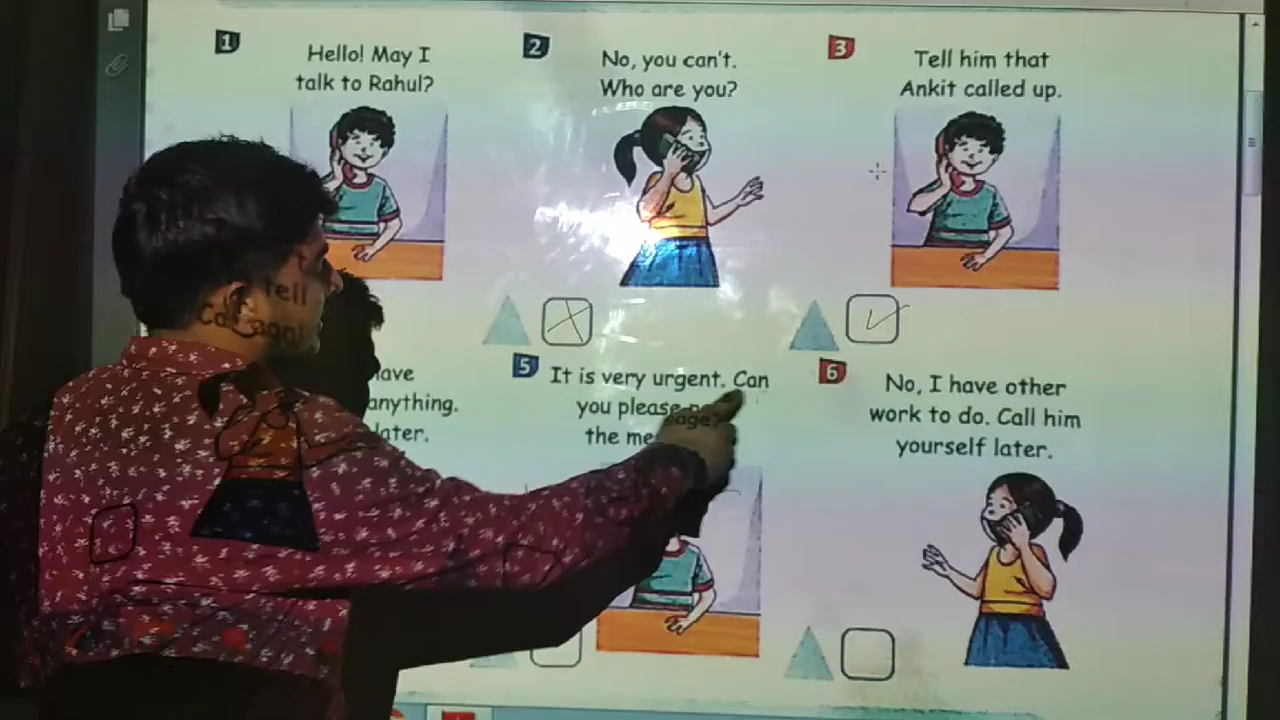 1
Hello! May I
talk to Rahul?
2
No, you can't.
Who are you?
3
Tell him that
Ankit called up.
tell
anything.
later.
5
It is very urgent. Can
you please
the
6
No, I have other
work to do. Call him
yourself later.